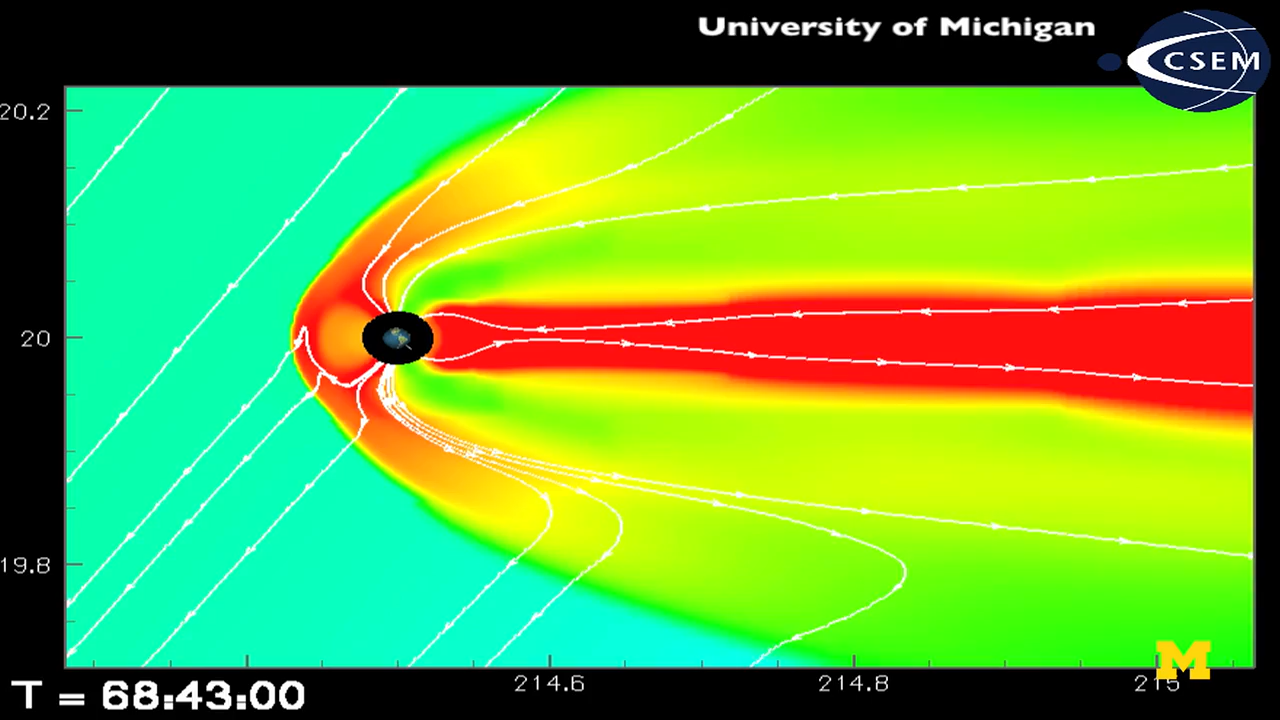 University of Michigan
CSEM
20.2
20
19.8
214.6
214.8
215
M
T = 68:43:00